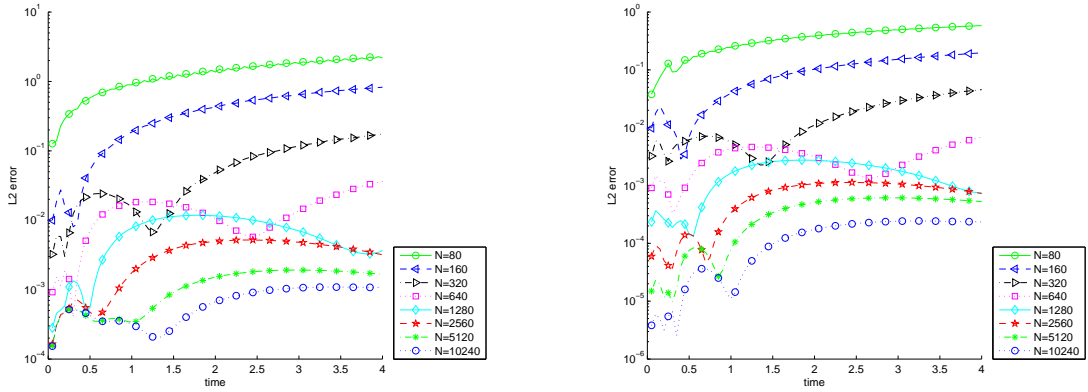 10^1
10^0
10^-1
10^-2
10^-3
10^-4
L2 error
0 0.5 1 1.5 2 2.5 3 3.5 4
time
N=80
N=160
N=320
N=640
N=1280
N=2560
N=5120
N=10240
10^0
10^-1
10^-2
10^-3
10^-4
10^-5
10^-6
L2 error
0 0.5 1 1.5 2 2.5 3 3.5 4
time
N=80
N=160
N=320
N=640
N=1280
N=2560
N=5120
N=10240